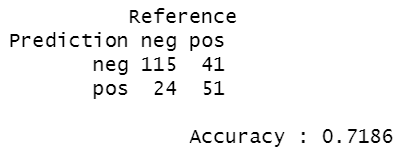 Reference
Prediction neg pos
neg 115 41
pos 24 51
Accuracy : 0.7186